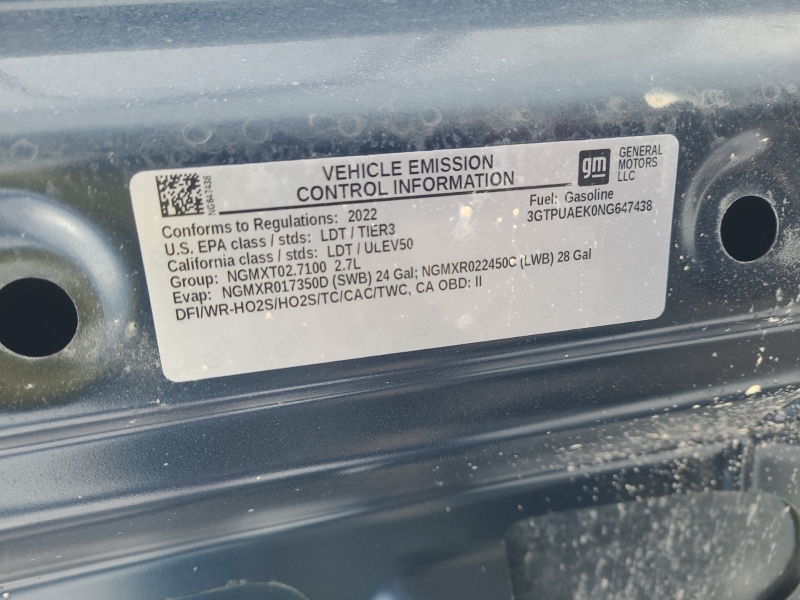 VEHICLE EMISSION
CONTROL INFORMATION
gm
GENERAL
MOTORS
LLC
NG647438
Conforms to Regulations: 2022
Fuel: Gasoline
U.S. EPA class / stds: LDT / TIER3
3GTPUAEK0NG647438
California class / stds: LDT / ULEV50
Group: NGMXT02.7100 2.7L
Evap: NGMXR017350D (SWB) 24 Gal; NGMXR022450C (LWB) 28 Gal
DFI/WR-HO2S/HO2S/TC/CAC/TWC, CA OBD: II